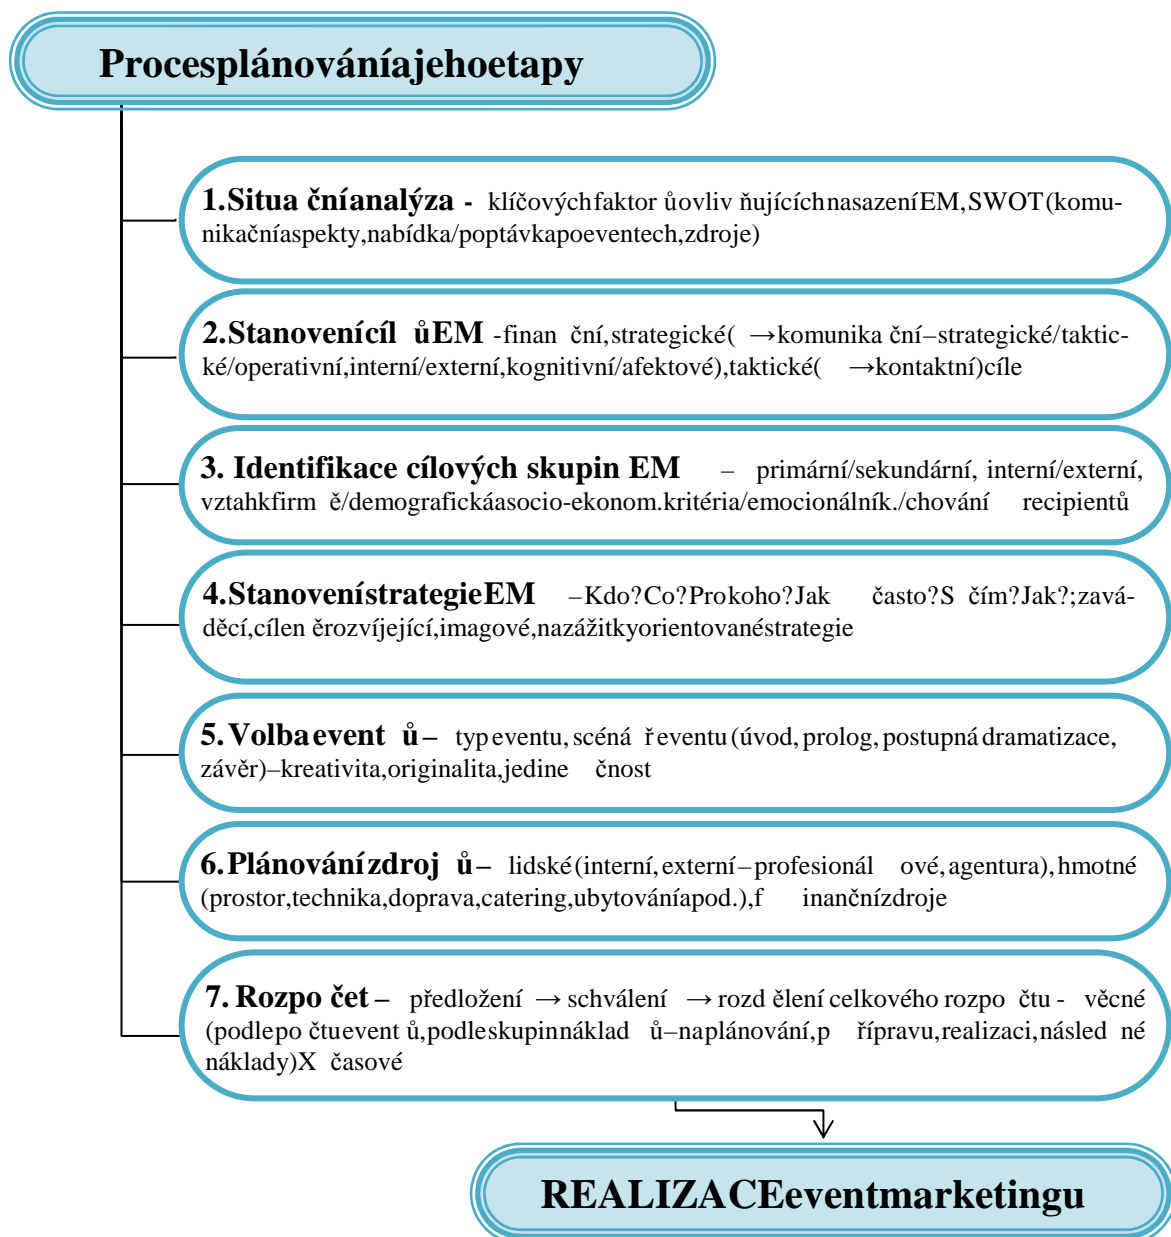 Procesplánováníajehoetapy
1.Situa čníanalýza - klíčovýchfaktor ůovliv ňujícíchnasazeníEM,SWOT(komu-
nikačníaspekty,nabídka/poptávkapoeventech,zdroje)
2.Stanovenícíl ůEM -finan ční,strategické( →komunika ční–strategické/taktic-
ké/operativní,interní/externí,kognitivní/afektové),taktické( →kontaktní)cíle
3. Identifikace cílových skupin EM – primární/sekundární, interní/externí,
vztahkfirm ě/demografickáasocio-ekonom.kritéria/emocionálník./chování recipientů
4.StanovenístrategieEM –Kdo?Co?Prokoho?Jak často?S čím?Jak?;zavá-
děcí,cílen ěrozvíjející,imagové,nazážitkyorientovanéstrategie
5.Volbaevent ů– typeventu,scéná řeventu(úvod,prolog,postupnádramatizace,
závěr)–kreativita,originalita,jedine čnost
6.Plánovánízdroj ů– lidské(interní,externí–profesionál ové,agentura),hmotné
(prostor,technika,doprava,catering,ubytováníapod.),f inančnízdroje
7. Rozpo čet – předložení → schválení → rozd ělení celkového rozpo čtu - věcné
(podlepo čtuevent ů,podleskupinnáklad ů–naplánování,p řípravu,realizaci,násled né
náklady)X časové
REALIZACEeventmarketingu